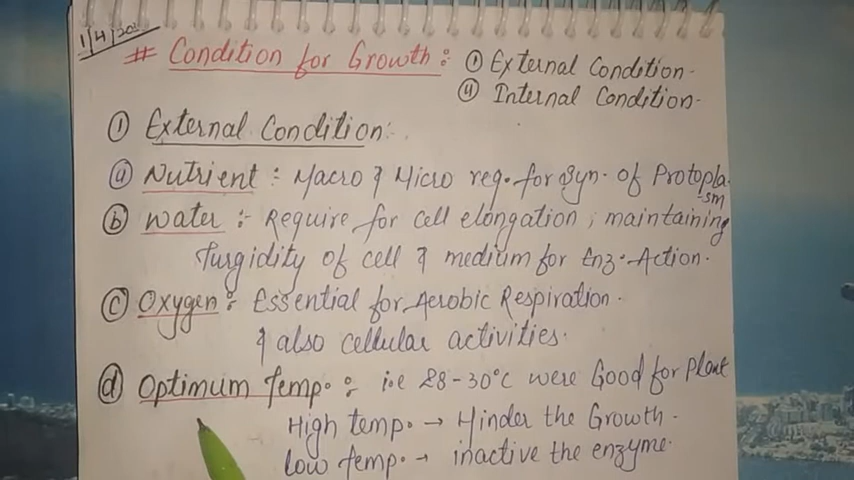 1/4/202
# Condition for Growth :- ① External Condition-
② Internal Condition-
① External Condition:-
ⓐ Nutrient : Macro & Micro req. for Syn. of Protopla-
-sm
ⓑ Water :- Require for cell elongation ; maintaining
Turgidity of cell & medium for Enz. Action.
ⓒ Oxygen : Essential for Aerobic Respiration.
& also cellular activities.
ⓓ Optimum Temp. : i.e 28-30°C were Good for plant
High temp. → Hinder the Growth -
Low Temp. → inactive the enzyme.